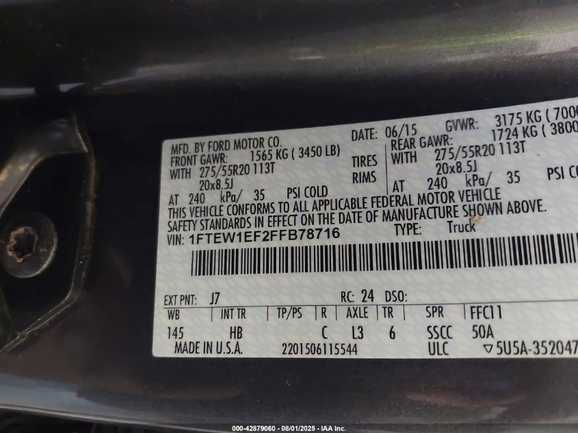 MFD. BY FORD MOTOR CO. DATE: 06/15 GVWR: 3175 KG ( 700
FRONT GAWR: 1565 KG ( 3450 LB) REAR GAWR: 1724 KG ( 3800
WITH 275/55R20 113T TIRES WITH 275/55R20 113T
20x8.5J RIMS 20x8.5J
AT 240 kPa/ 35 PSI COLD AT 240 kPa/ 35 PSI CO
THIS VEHICLE CONFORMS TO ALL APPLICABLE FEDERAL MOTOR VEHICLE
SAFETY STANDARDS IN EFFECT ON THE DATE OF MANUFACTURE SHOWN ABOVE.
VIN: 1FTEW1EF2FFB78716 TYPE: Truck
EXT PNT: J7 RC: 24 DSO:
WB INT TR TP/PS R AXLE TR SPR FFC11
145 HB C L3 6 SSCC 50A
MADE IN U.S.A. 2201506115544 ULC ▽5U5A-352047
000-42879060 - 08/01/2025 - IAA Inc.